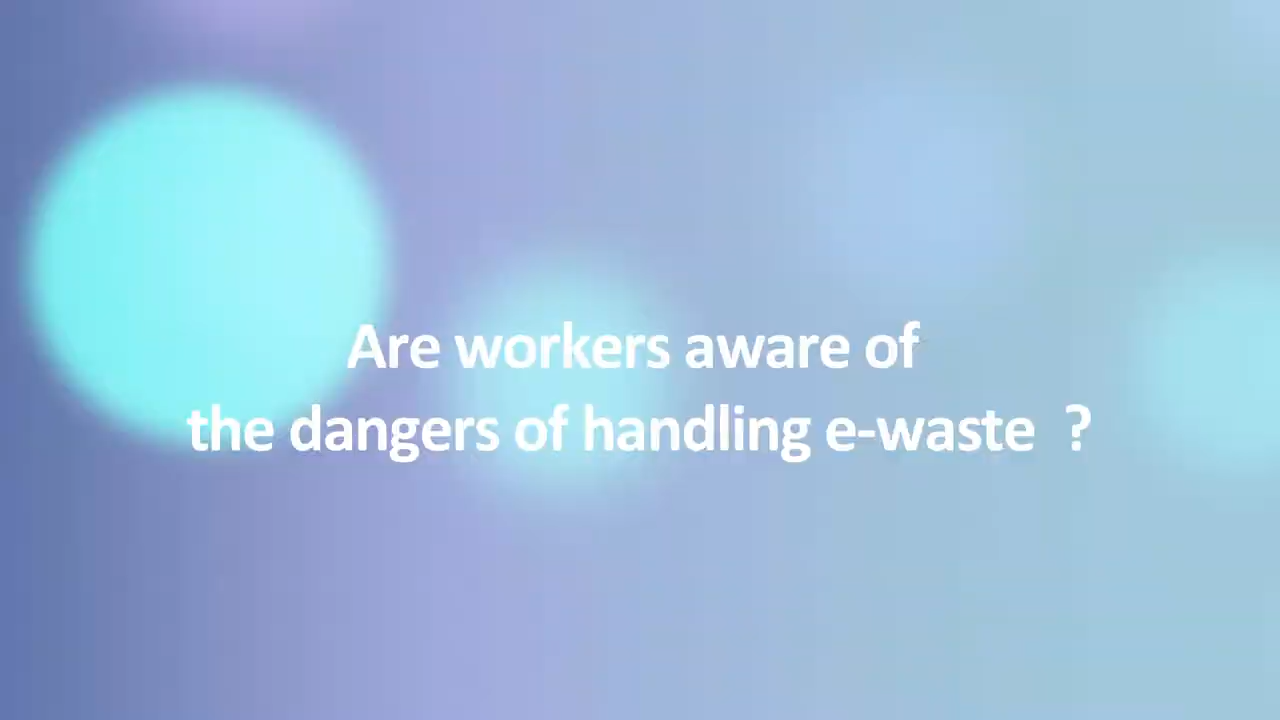 Are workers aware of
the dangers of handling e-waste ?